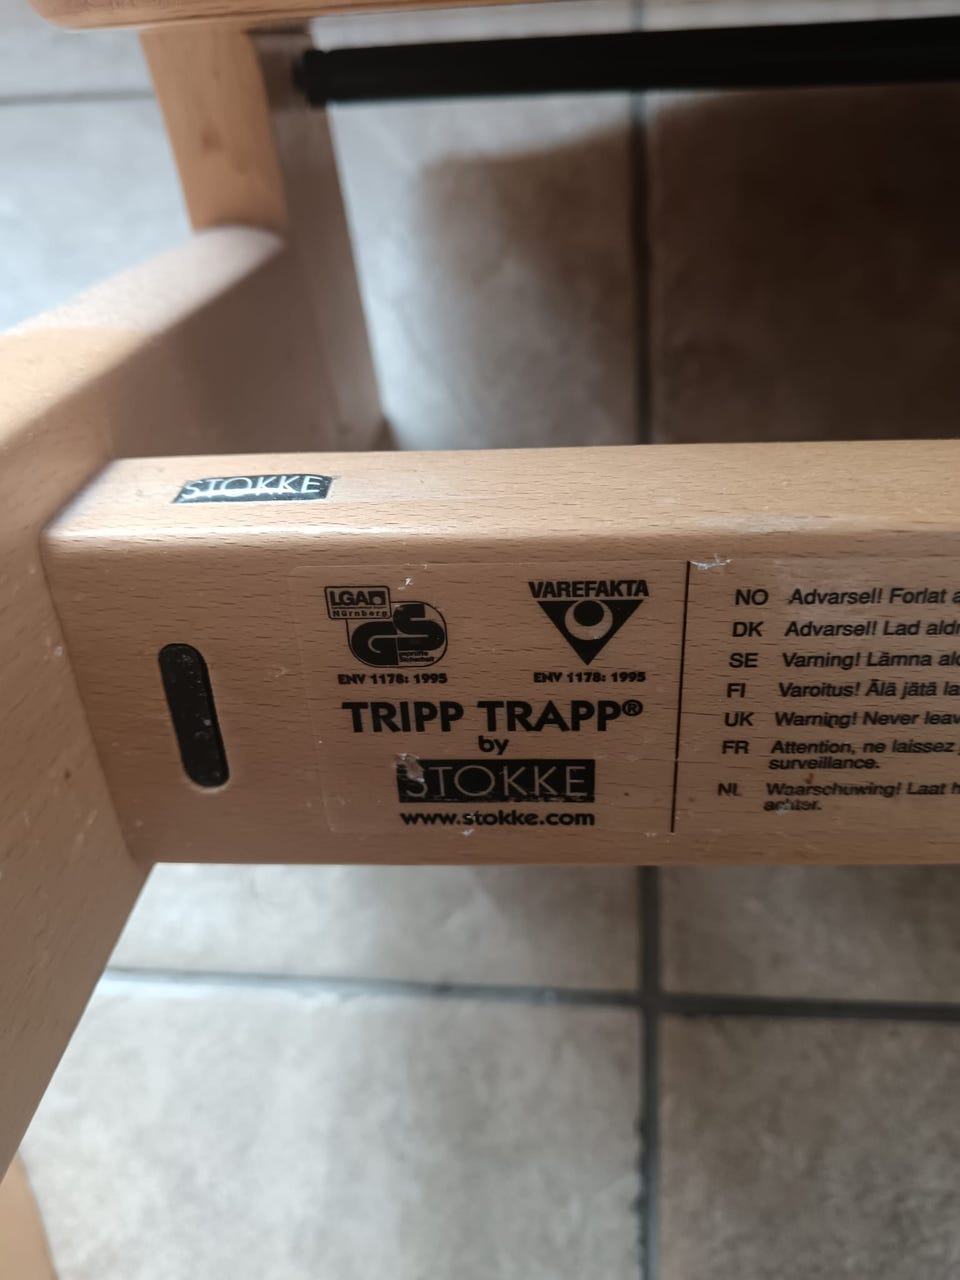 STOKKE
LGA
Nürnberg
GS
geprüfte
Sicherheit
ENV 1178: 1995
VAREFAKTA
ENV 1178: 1995
TRIPP TRAPP®
by
STOKKE
www.stokke.com
NO Advarsel! Forlat
DK Advarsel! Lad
SE Varning! Lämna
FI Varoitus! Älä jätä
UK Warning! Never
FR Attention, ne laissez
surveillance.
NL Waarschuwing! Laat
achter.